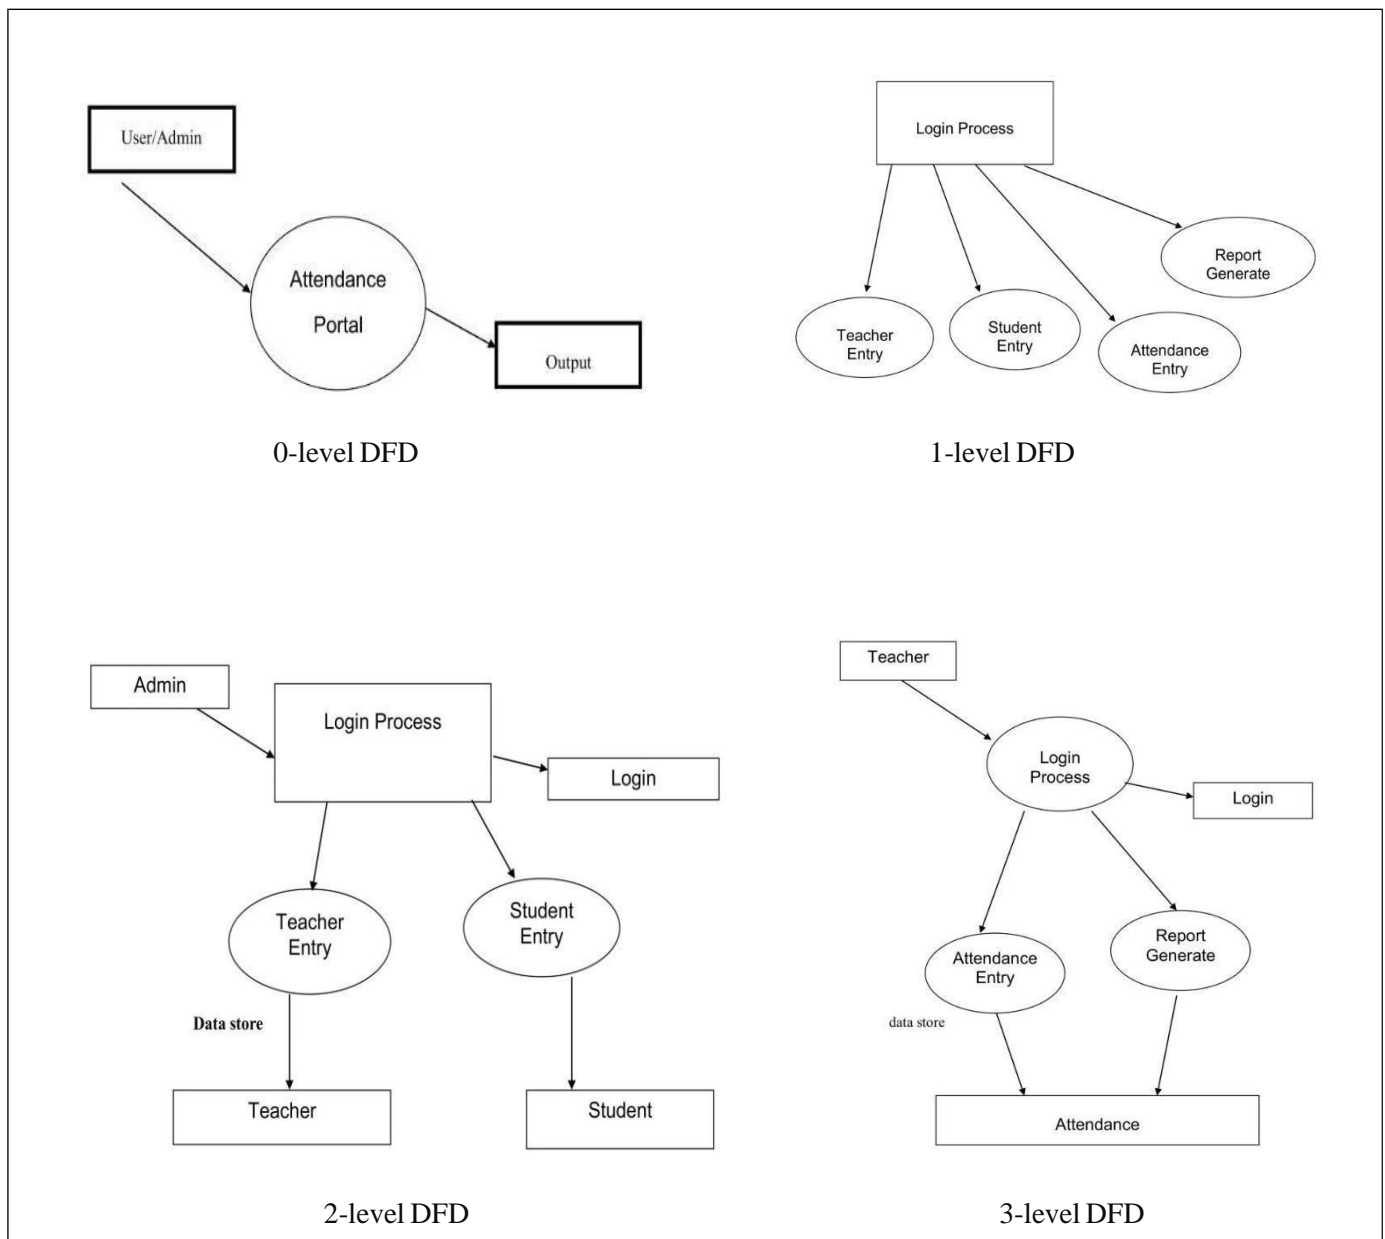 User/Admin
Attendance
Portal
Output
0-level DFD
Login Process
Report
Generate
Teacher
Entry
Student
Entry
Attendance
Entry
1-level DFD
Admin
Login Process
Login
Teacher
Entry
Student
Entry
Data store
Teacher
Student
2-level DFD
Teacher
Login
Process
Login
Attendance
Entry
Report
Generate
data store
Attendance
3-level DFD